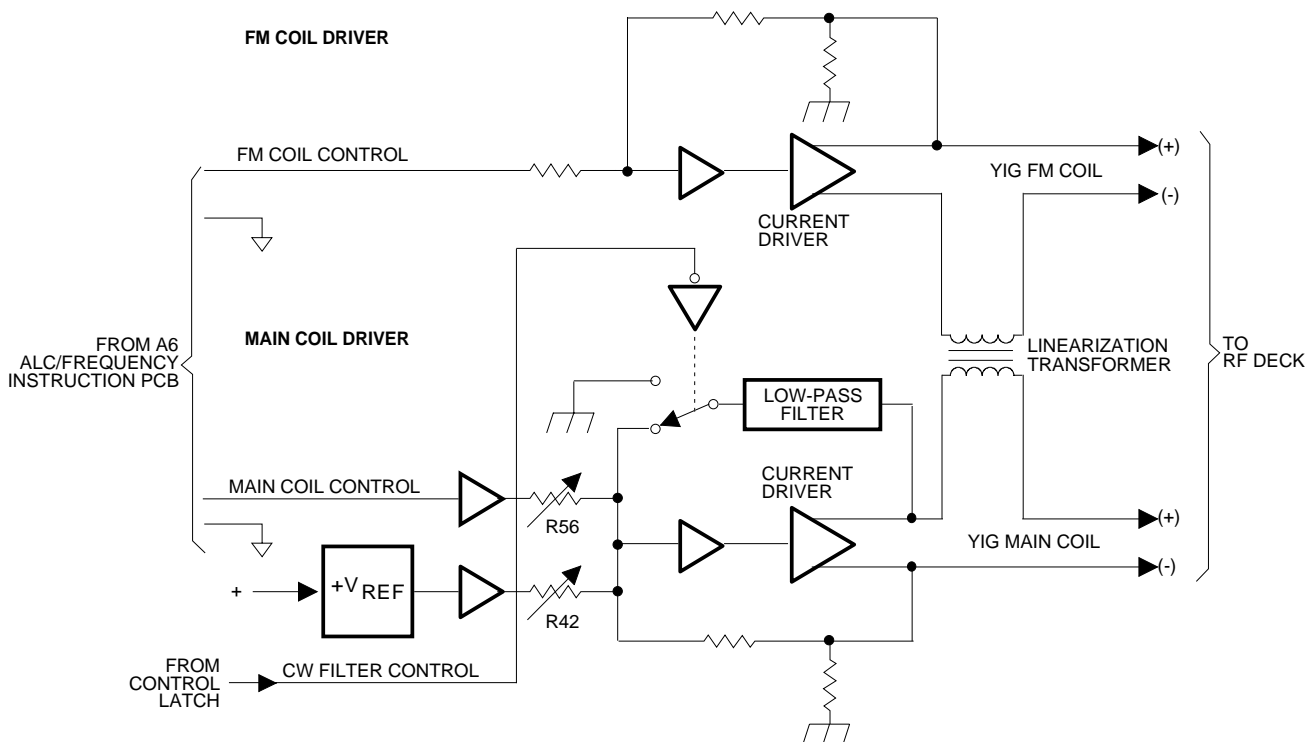 FM COIL DRIVER
FM COIL CONTROL
(+)
YIG FM COIL
(-)
CURRENT
DRIVER
FROM A6
ALC/FREQUENCY
INSTRUCTION PCB
MAIN COIL DRIVER
LINEARIZATION
TRANSFORMER
TO
RF DECK
LOW-PASS
FILTER
CURRENT
DRIVER
MAIN COIL CONTROL
R56
(+)
YIG MAIN COIL
(-)
+
+V REF
R42
FROM
CONTROL
LATCH
CW FILTER CONTROL